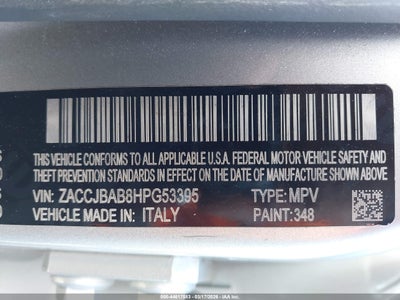 THIS VEHICLE CONFORMS TO ALL APPLICABLE U.S.A. FEDERAL MOTOR VEHICLE SAFETY AND
THEFT PREVENTION STANDARDS IN EFFECT ON THE DATE OF MANUFACTURE SHOWN ABOVE.
VIN: ZACCJBAB8HPG53395 TYPE: MPV
VEHICLE MADE IN: ITALY PAINT: 348